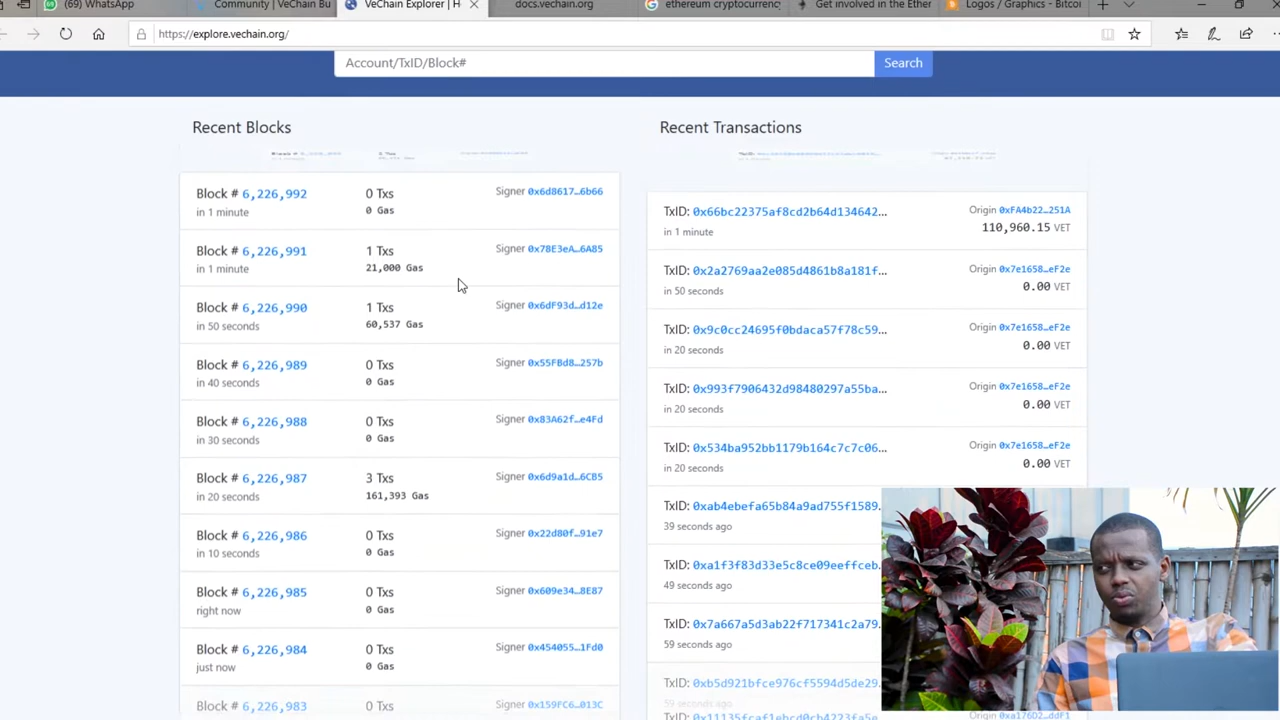 (69) WhatsApp
Community | VeChain Bu
VeChain Explorer | H
docs.vechain.org
ethereum cryptocurrency
Get involved in the Ether
Logos / Graphics - Bitcoi
https://explore.vechain.org/
Account/TxID/Block#
Search
Recent Blocks
Block # 6,226,992
0 Txs
Signer 0x6d8617…6b66
in 1 minute
0 Gas
Block # 6,226,991
1 Txs
Signer 0x78E3eA…6A85
in 1 minute
21,000 Gas
Block # 6,226,990
1 Txs
Signer 0x6dF93d…d12e
in 50 seconds
60,537 Gas
Block # 6,226,989
0 Txs
Signer 0x55FBd8…257b
in 40 seconds
0 Gas
Block # 6,226,988
0 Txs
Signer 0x83A62f…e4Fd
in 30 seconds
0 Gas
Block # 6,226,987
3 Txs
Signer 0x6d9a1d…6CB5
in 20 seconds
161,393 Gas
Block # 6,226,986
0 Txs
Signer 0x22d80f…91e7
in 10 seconds
0 Gas
Block # 6,226,985
0 Txs
Signer 0x609e34…8E87
right now
0 Gas
Block # 6,226,984
0 Txs
Signer 0x454055…1Fd0
just now
0 Gas
Block # 6,226,983
0x159FC6…013C
Recent Transactions
TxID: 0x66bc22375af8cd2b64d134642...
Origin 0xFA4b22…251A
in 1 minute
110,960.15 VET
TxID: 0x2a2769aa2e085d4861b8a181f...
Origin 0x7e1658…eF2e
in 50 seconds
0.00 VET
TxID: 0x9c0cc24695f0bdaca57f78c59...
Origin 0x7e1658…eF2e
in 20 seconds
0.00 VET
TxID: 0x993f7906432d98480297a55ba...
Origin 0x7e1658…eF2e
in 20 seconds
0.00 VET
TxID: 0x534ba952bb1179b164c7c7c06...
Origin 0x7e1658…eF2e
in 20 seconds
0.00 VET
TxID: 0xab4ebefa65b84a9ad755f1589.
39 seconds ago
TxID: 0xa1f3f83d33e5c8ce09eeffceb.
49 seconds ago
TxID: 0x7a667a5d3ab22f717341c2a79.
59 seconds ago
TxID: 0xb5d921bfce976cf5594d5de29.
59 seconds ago